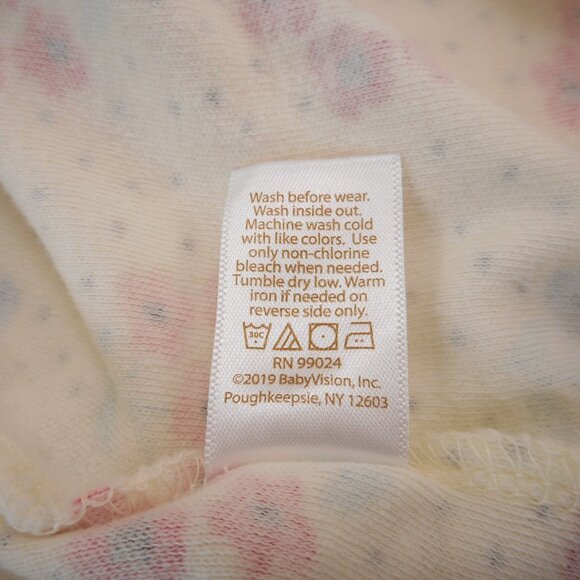 Wash before wear.
Wash inside out.
Machine wash cold
with like colors. Use
only non-chlorine
bleach when needed.
Tumble dry low. Warm
iron if needed on
reverse side only.
30C
RN 99024
©2019 BabyVision, Inc.
Poughkeepsie, NY 12603